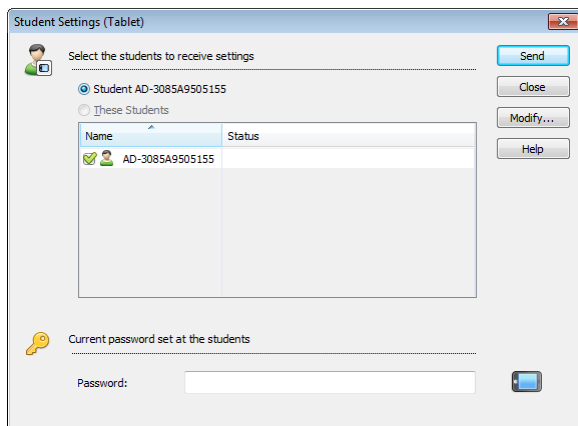 Student Settings (Tablet)
Select the students to receive settings
Send
Student AD-3085A9505155
Close
These Students
Modify...
Name Status
Help
AD-3085A9505155
Current password set at the students
Password: